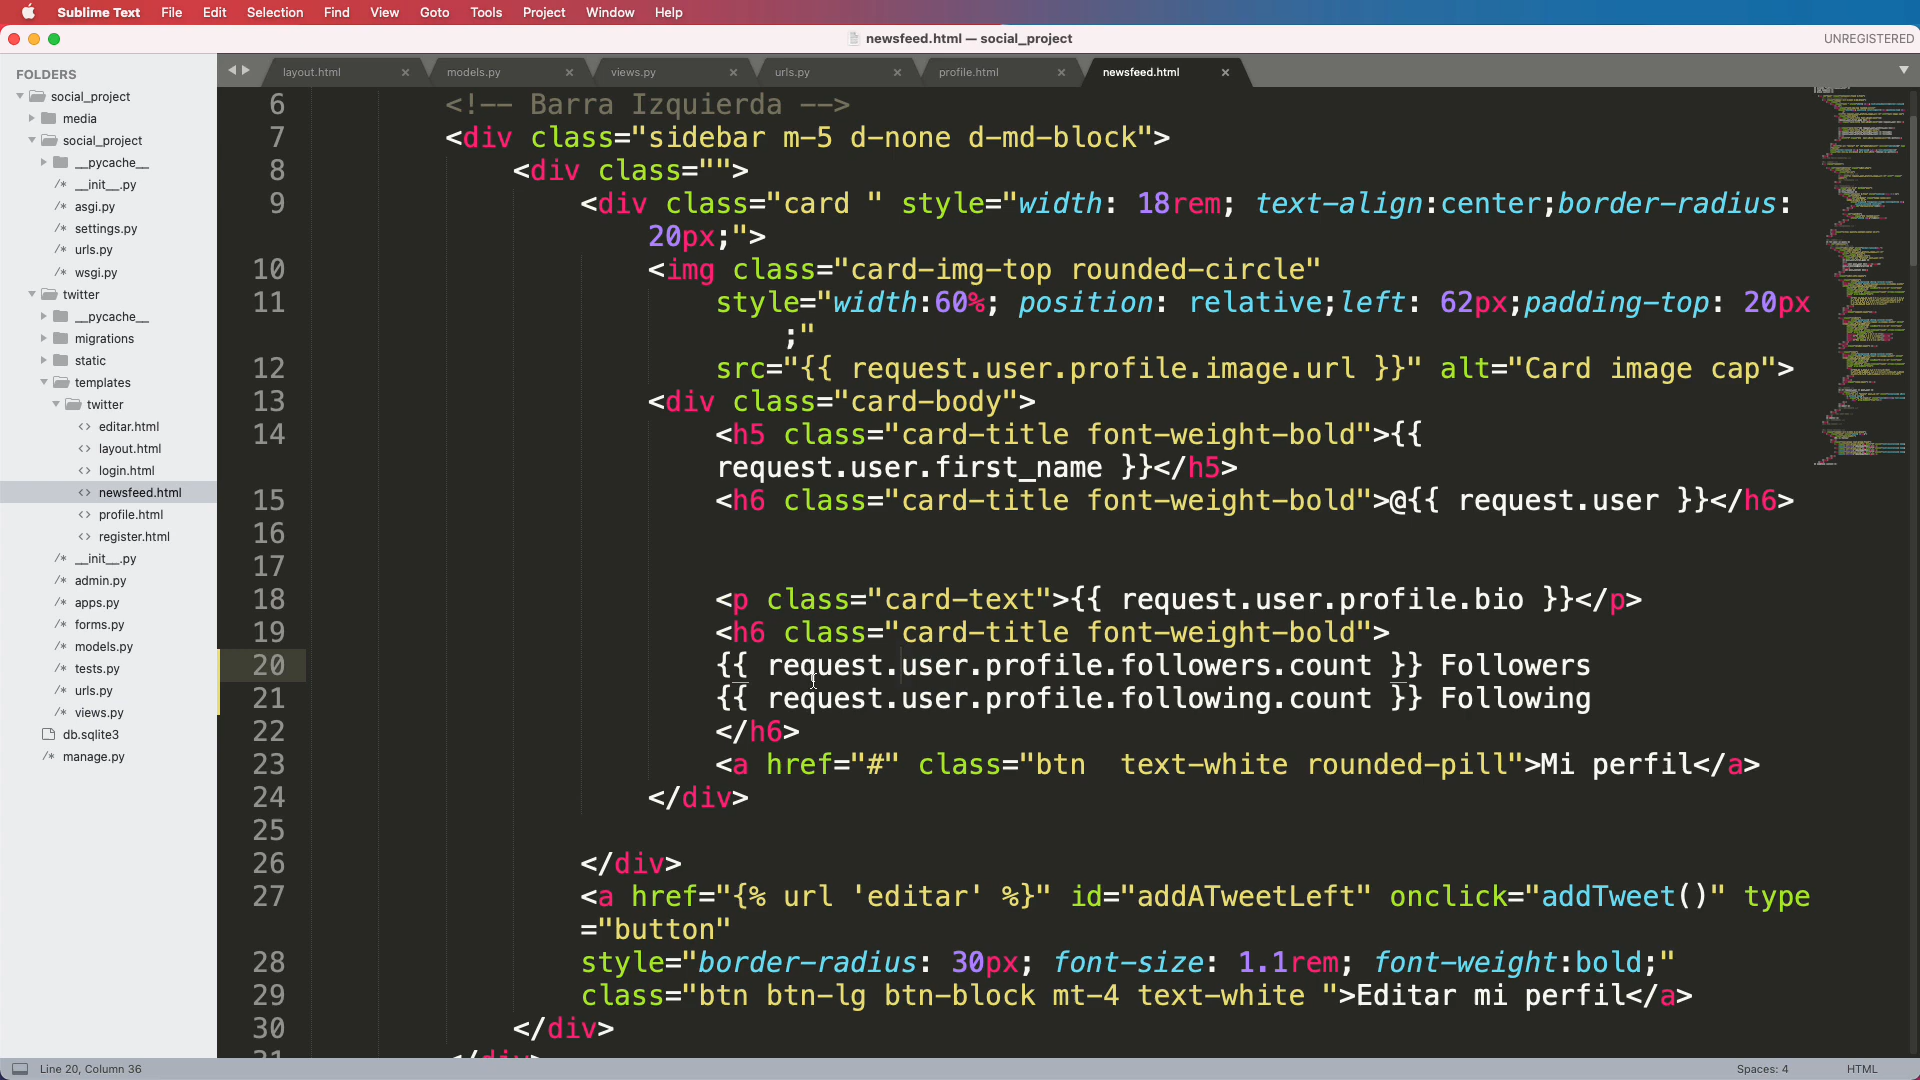 Sublime Text File Edit Selection Find View Goto Tools Project Window Help
newsfeed.html — social_project
UNREGISTERED
FOLDERS
social_project
media
social_project
__pycache__
/* __init__.py
/* asgi.py
/* settings.py
/* urls.py
/* wsgi.py
twitter
__pycache__
migrations
static
templates
twitter
<> editar.html
<> layout.html
<> login.html
<> newsfeed.html
<> profile.html
<> register.html
/* __init__.py
/* admin.py
/* apps.py
/* forms.py
/* models.py
/* tests.py
/* urls.py
/* views.py
db.sqlite3
/* manage.py
layout.html × models.py × views.py × urls.py × profile.html × newsfeed.html ×
6 <!-- Barra Izquierda -->
7 <div class="sidebar m-5 d-none d-md-block">
8 <div class="">
9 <div class="card " style="width: 18rem; text-align:center;border-radius:
20px;">
10 <img class="card-img-top rounded-circle"
11 style="width:60%; position: relative;left: 62px;padding-top: 20px
;"
12 src="{{ request.user.profile.image.url }}" alt="Card image cap">
13 <div class="card-body">
14 <h5 class="card-title font-weight-bold">{{
request.user.first_name }}</h5>
15 <h6 class="card-title font-weight-bold">@{{ request.user }}</h6>
16
17
18 <p class="card-text">{{ request.user.profile.bio }}</p>
19 <h6 class="card-title font-weight-bold">
20 {{ request.user.profile.followers.count }} Followers
21 {{ request.user.profile.following.count }} Following
22 </h6>
23 <a href="#" class="btn  text-white rounded-pill">Mi perfil</a>
24 </div>
25
26 </div>
27 <a href="{% url 'editar' %}" id="addATweetLeft" onclick="addTweet()" type
="button"
28 style="border-radius: 30px; font-size: 1.1rem; font-weight:bold;"
29 class="btn btn-lg btn-block mt-4 text-white ">Editar mi perfil</a>
30 </div>
31 </div>
Line 20, Column 36
Spaces: 4
HTML